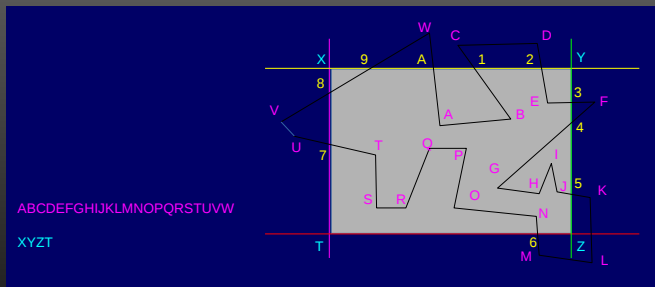 W
C
D
X
9
A
1
2
Y
8
3
E
F
V
A
B
4
U
7
T
Q
P
I
G
H
J
5
K
S
R
O
N
ABCDEFGHIJKLMNOPQRSTUVW
XYZT
T
6
Z
M
L